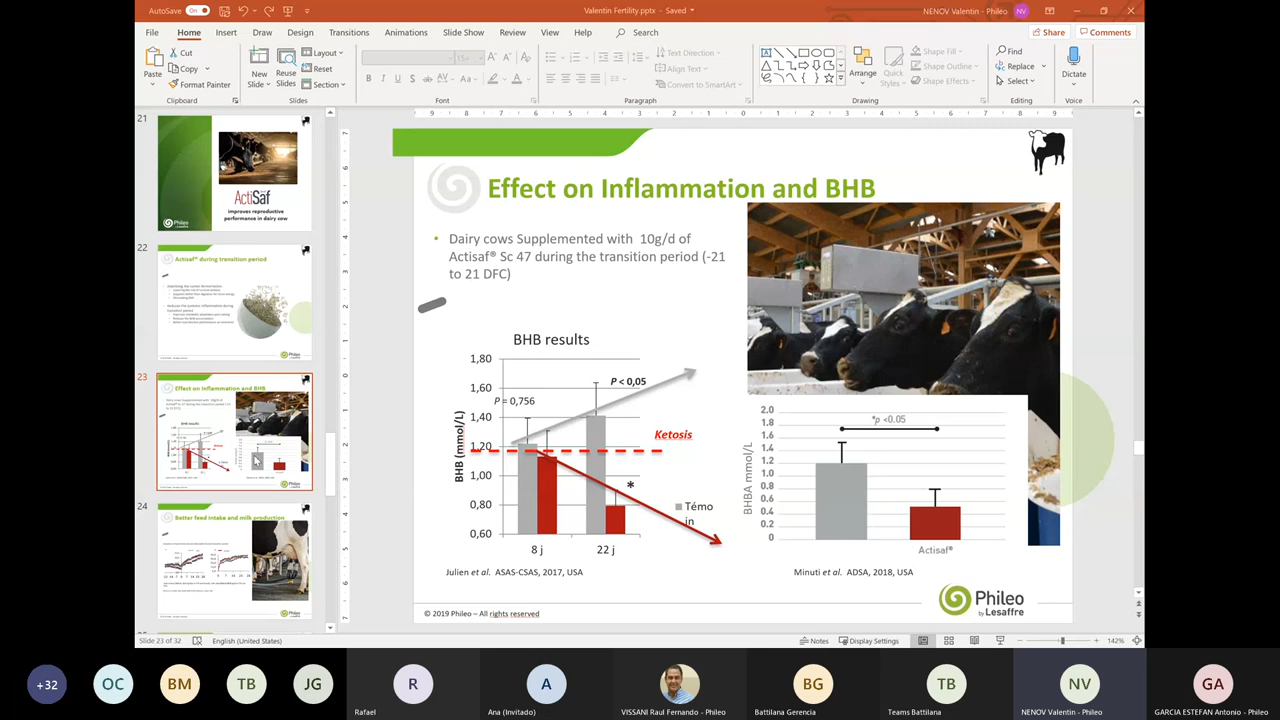 AutoSave
On
Valentin Fertility.pptx - Saved
NENOV Valentin - Phileo
NV
File
Home
Insert
Draw
Design
Transitions
Animations
Slide Show
Review
View
Help
Search
Share
Comments
Paste
Cut
Copy
Format Painter
Clipboard
New
Slide
Reuse
Slides
Layout
Reset
Section
Slides
Font
Text Direction
Align Text
Convert to SmartArt
Paragraph
Arrange
Quick
Styles
Shape Fill
Shape Outline
Shape Effects
Drawing
Find
Replace
Select
Editing
Dictate
Voice
21
ActiSaf
improves reproductive
performance in dairy cow
Phileo
22
Actisaf® during transition period
Phileo
23
Effect on Inflammation and BHB
24
Better feed intake and milk production
Phileo
Effect on Inflammation and BHB
• Dairy cows Supplemented with 10g/d of
Actisaf® Sc 47 during the transition period (-21
to 21 DFC)
BHB results
BHB (mmol/L)
1,80
1,60
1,40
1,20
1,00
0,80
0,60
P = 0,756
P < 0,05
Ketosis
*
Témo
in
8 j
22 j
Julien et al. ASAS-CSAS, 2017, USA
BHBA mmol/L
2.0
1.8
1.6
1.4
1.2
1.0
0.8
0.6
0.4
0.2
0
*p <0.05
Actisaf®
Minuti et al. ADSA, 2018, USA
© 2019 Phileo – All rights reserved
Phileo
by Lesaffre
Slide 23 of 32
English (United States)
Notes
Display Settings
142%
+32
OC
BM
TB
JG
R
Rafael
A
Ana (Invitado)
VISSANI Raul Fernando - Phileo
BG
Battilana Gerencia
TB
Teams Battilana
NV
NENOV Valentin - Phileo
GA
GARCIA ESTEFAN Antonio - Phileo